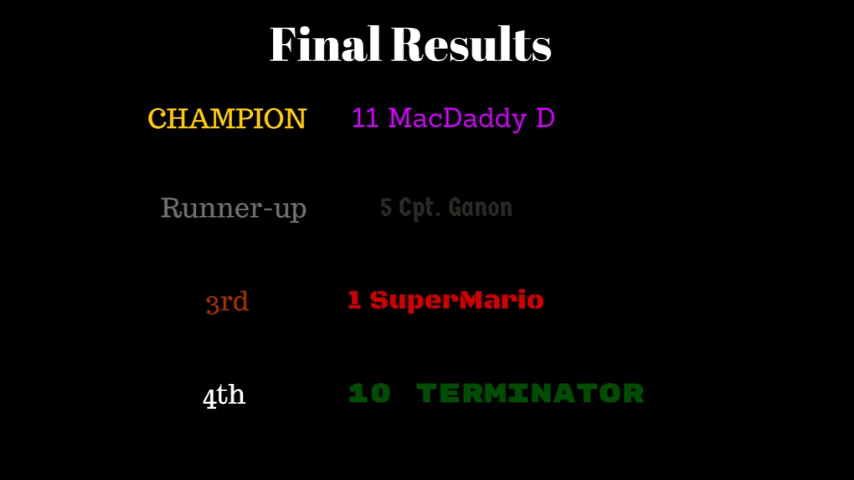 Final Results
CHAMPION 11 MacDaddy D
Runner-up 5 Cpt. Ganon
3rd 1 SuperMario
4th 10 TERMINATOR